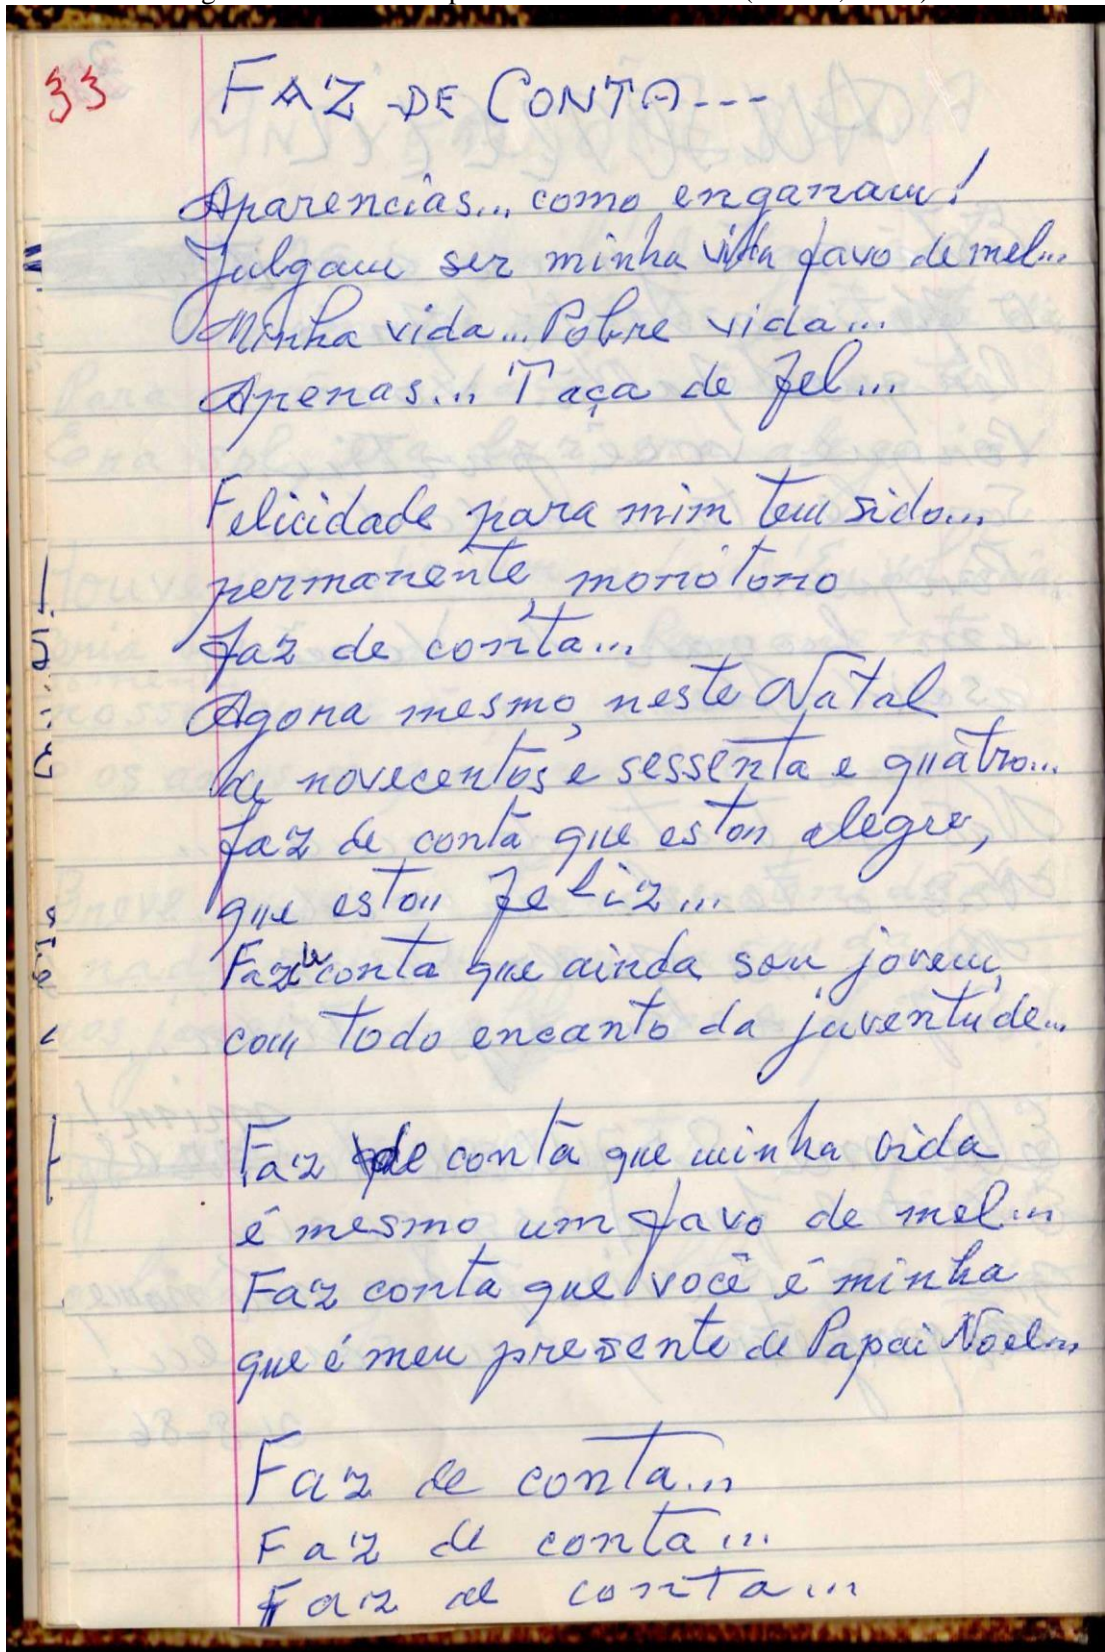 33
FAZ DE CONTA---
Aparencias... como enganam!
Julgam ser minha vida favo de mel...
Minha vida... Pobre vida...
Apenas... Taça de fel...
Felicidade para mim tem sido...
permanente, monótono
faz de conta...
Agora mesmo, neste Natal
de novecentos e sessenta e quatro...
faz de conta que estou alegre,
que estou feliz...
Faz de conta que ainda sou jovem,
com todo encanto da juventude...
Faz de conta que minha vida
é mesmo um favo de mel...
Faz conta que você é minha
que é meu presente de Papai Noel...
Faz de conta...
Faz de conta...
Faz de conta...